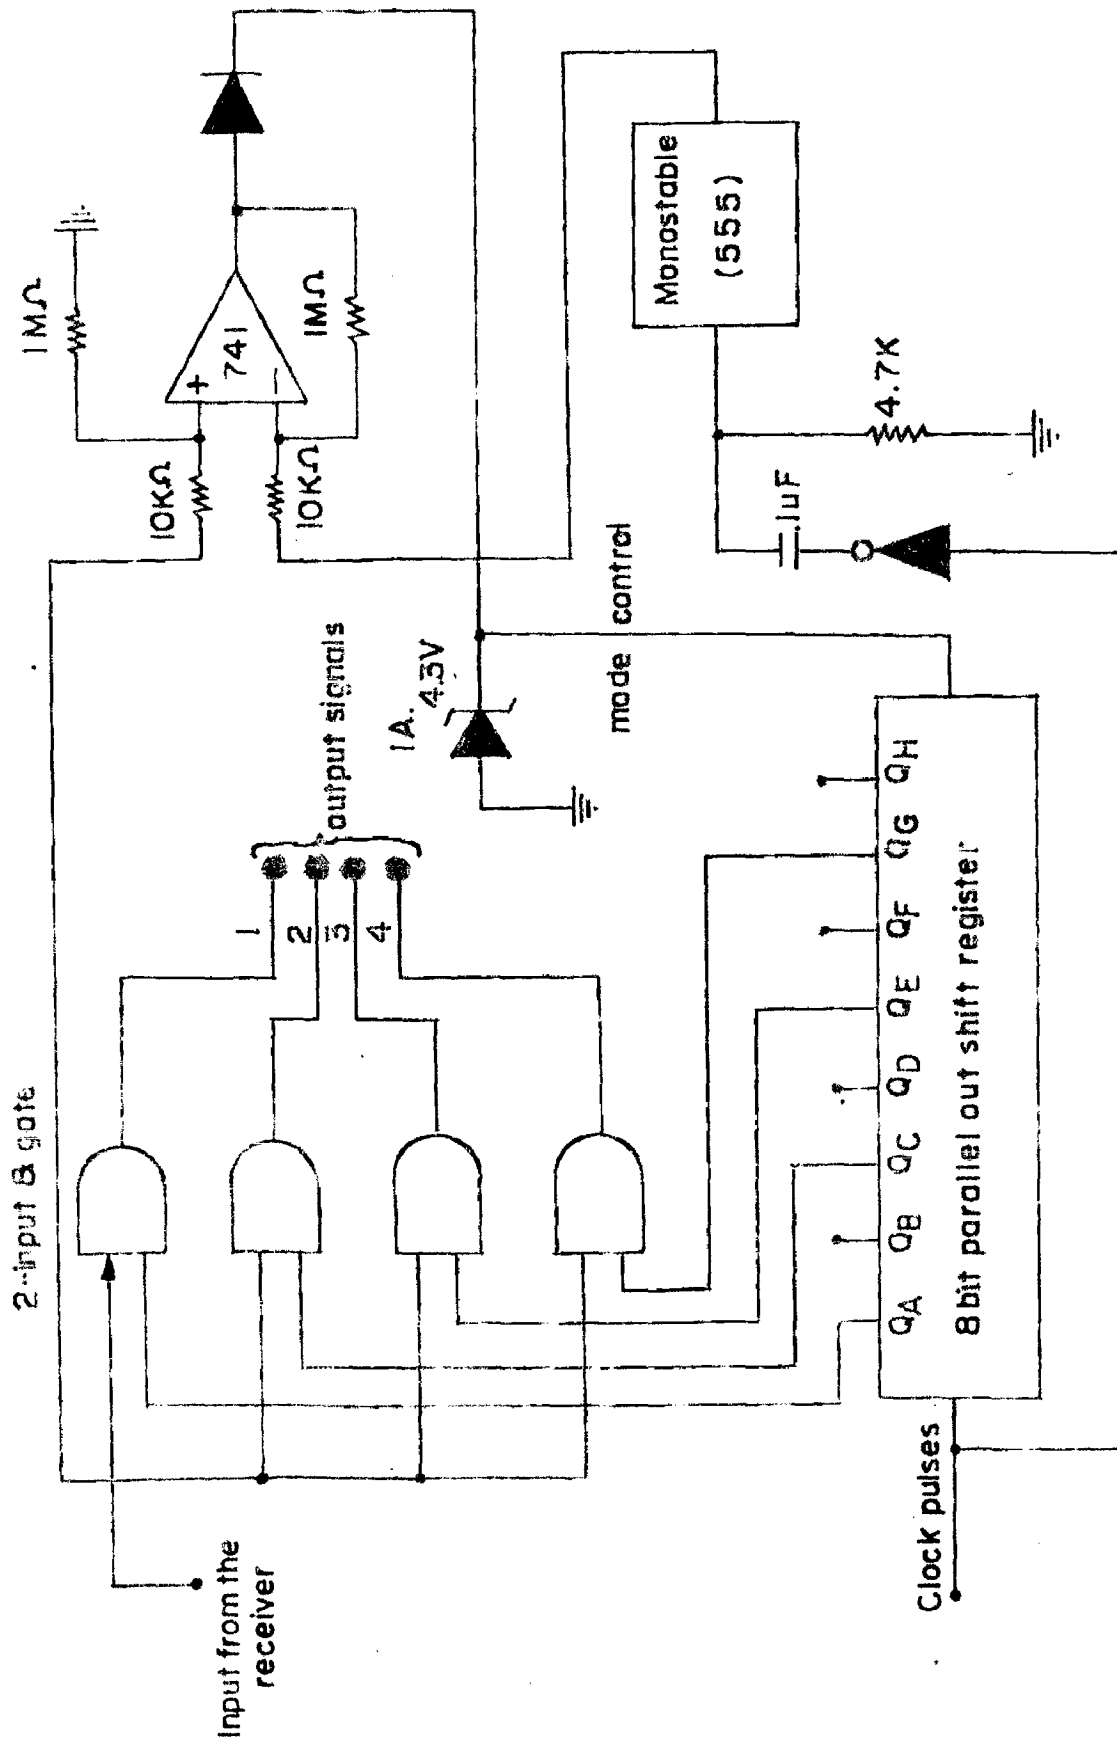 2-input & gate
Input from the
receiver
1
2
3
4
output signals
10KΩ
1MΩ
+
741
−
10KΩ
1MΩ
1A.
4.3V
mode control
Monostable
(555)
.1uF
4.7K
Clock pulses
QA QB QC QD QE QF QG QH
8bit parallel out shift register